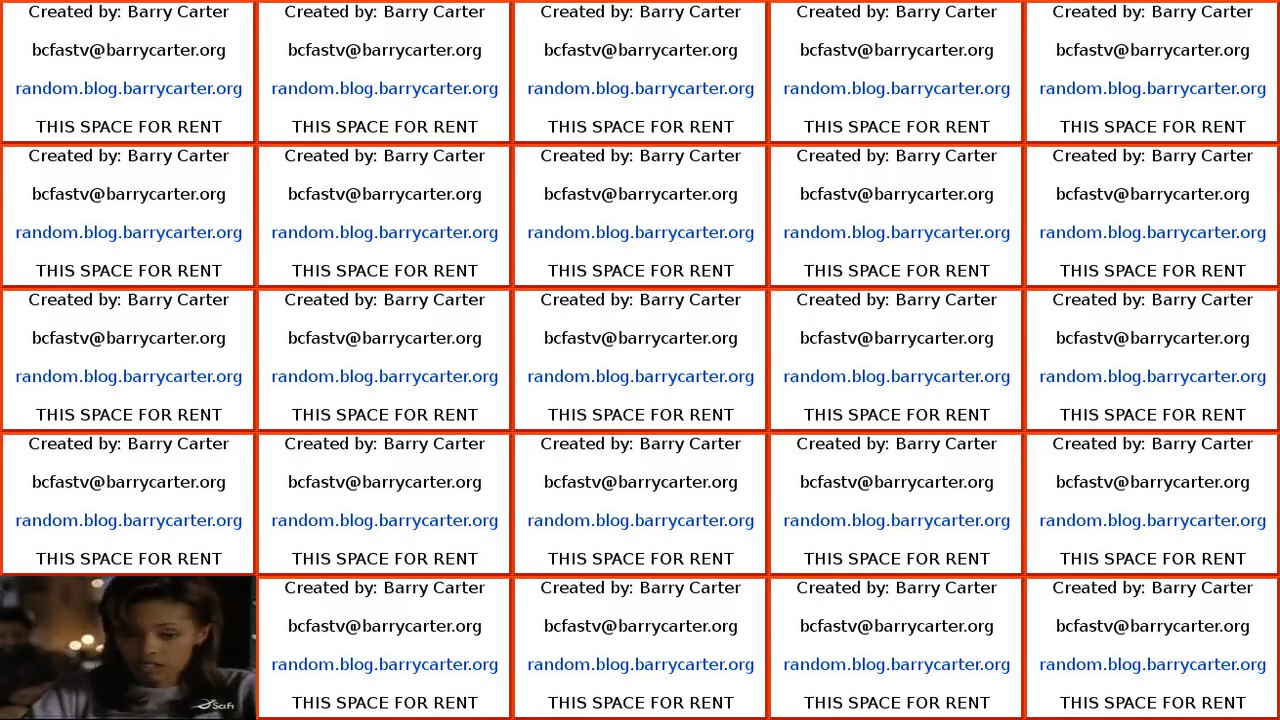 Created by: Barry Carter
bcfastv@barrycarter.org
random.blog.barrycarter.org
THIS SPACE FOR RENT
Created by: Barry Carter
bcfastv@barrycarter.org
random.blog.barrycarter.org
THIS SPACE FOR RENT
Created by: Barry Carter
bcfastv@barrycarter.org
random.blog.barrycarter.org
THIS SPACE FOR RENT
Created by: Barry Carter
bcfastv@barrycarter.org
random.blog.barrycarter.org
THIS SPACE FOR RENT
Created by: Barry Carter
bcfastv@barrycarter.org
random.blog.barrycarter.org
THIS SPACE FOR RENT
Created by: Barry Carter
bcfastv@barrycarter.org
random.blog.barrycarter.org
THIS SPACE FOR RENT
Created by: Barry Carter
bcfastv@barrycarter.org
random.blog.barrycarter.org
THIS SPACE FOR RENT
Created by: Barry Carter
bcfastv@barrycarter.org
random.blog.barrycarter.org
THIS SPACE FOR RENT
Created by: Barry Carter
bcfastv@barrycarter.org
random.blog.barrycarter.org
THIS SPACE FOR RENT
Created by: Barry Carter
bcfastv@barrycarter.org
random.blog.barrycarter.org
THIS SPACE FOR RENT
Created by: Barry Carter
bcfastv@barrycarter.org
random.blog.barrycarter.org
THIS SPACE FOR RENT
Created by: Barry Carter
bcfastv@barrycarter.org
random.blog.barrycarter.org
THIS SPACE FOR RENT
Created by: Barry Carter
bcfastv@barrycarter.org
random.blog.barrycarter.org
THIS SPACE FOR RENT
Created by: Barry Carter
bcfastv@barrycarter.org
random.blog.barrycarter.org
THIS SPACE FOR RENT
Created by: Barry Carter
bcfastv@barrycarter.org
random.blog.barrycarter.org
THIS SPACE FOR RENT
Created by: Barry Carter
bcfastv@barrycarter.org
random.blog.barrycarter.org
THIS SPACE FOR RENT
Created by: Barry Carter
bcfastv@barrycarter.org
random.blog.barrycarter.org
THIS SPACE FOR RENT
Created by: Barry Carter
bcfastv@barrycarter.org
random.blog.barrycarter.org
THIS SPACE FOR RENT
Created by: Barry Carter
bcfastv@barrycarter.org
random.blog.barrycarter.org
THIS SPACE FOR RENT
Created by: Barry Carter
bcfastv@barrycarter.org
random.blog.barrycarter.org
THIS SPACE FOR RENT
SciFi
Created by: Barry Carter
bcfastv@barrycarter.org
random.blog.barrycarter.org
THIS SPACE FOR RENT
Created by: Barry Carter
bcfastv@barrycarter.org
random.blog.barrycarter.org
THIS SPACE FOR RENT
Created by: Barry Carter
bcfastv@barrycarter.org
random.blog.barrycarter.org
THIS SPACE FOR RENT
Created by: Barry Carter
bcfastv@barrycarter.org
random.blog.barrycarter.org
THIS SPACE FOR RENT